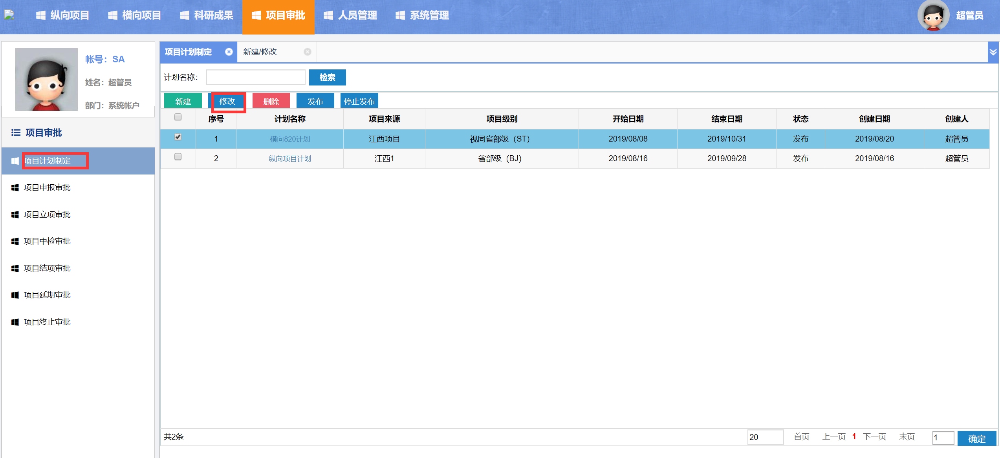 纵向项目 横向项目 科研成果 项目审批 人员管理 系统管理 超管员
帐号：SA
姓名：超管员
部门：系统帐户
项目审批
项目计划制定
项目申报审批
项目立项审批
项目中检审批
项目结项审批
项目延期审批
项目终止审批
项目计划制定 新建/修改
计划名称： 检索
新建 修改 删除 发布 停止发布
序号 计划名称 项目来源 项目级别 开始日期 结束日期 状态 创建日期 创建人
1 横向820计划 江西项目 视同省部级（ST） 2019/08/08 2019/10/31 发布 2019/08/20 超管员
2 纵向项目计划 江西1 省部级（BJ） 2019/08/16 2019/09/28 发布 2019/08/16 超管员
共2条 20 首页 上一页 1 下一页 末页 1 确定